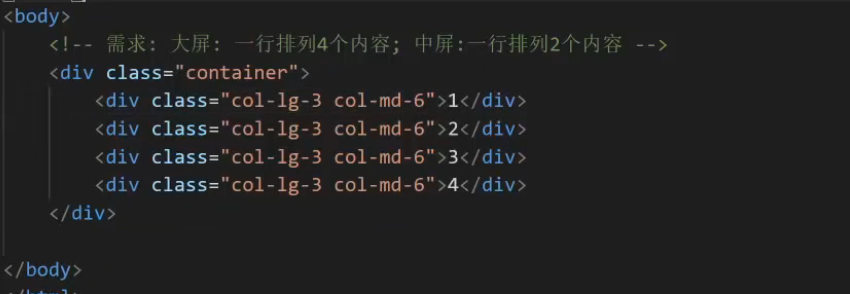 <body>
<!-- 需求: 大屏: 一行排列4个内容; 中屏:一行排列2个内容 -->
<div class="container">
<div class="col-lg-3 col-md-6">1</div>
<div class="col-lg-3 col-md-6">2</div>
<div class="col-lg-3 col-md-6">3</div>
<div class="col-lg-3 col-md-6">4</div>
</div>
</body>
</html>